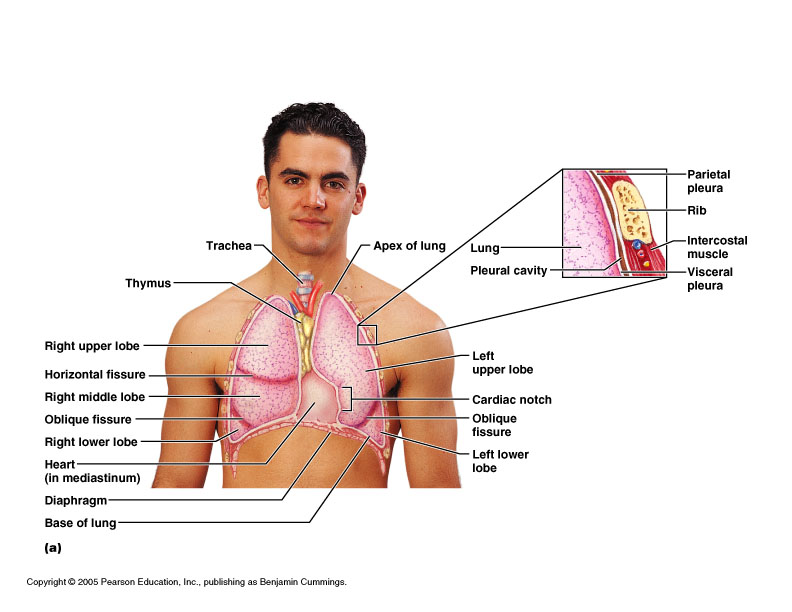 Trachea
Apex of lung
Thymus
Right upper lobe
Horizontal fissure
Right middle lobe
Oblique fissure
Right lower lobe
Heart
(in mediastinum)
Diaphragm
Base of lung
Left
upper lobe
Cardiac notch
Oblique
fissure
Left lower
lobe
Lung
Pleural cavity
Parietal
pleura
Rib
Intercostal
muscle
Visceral
pleura
(a)
Copyright © 2005 Pearson Education, Inc., publishing as Benjamin Cummings.